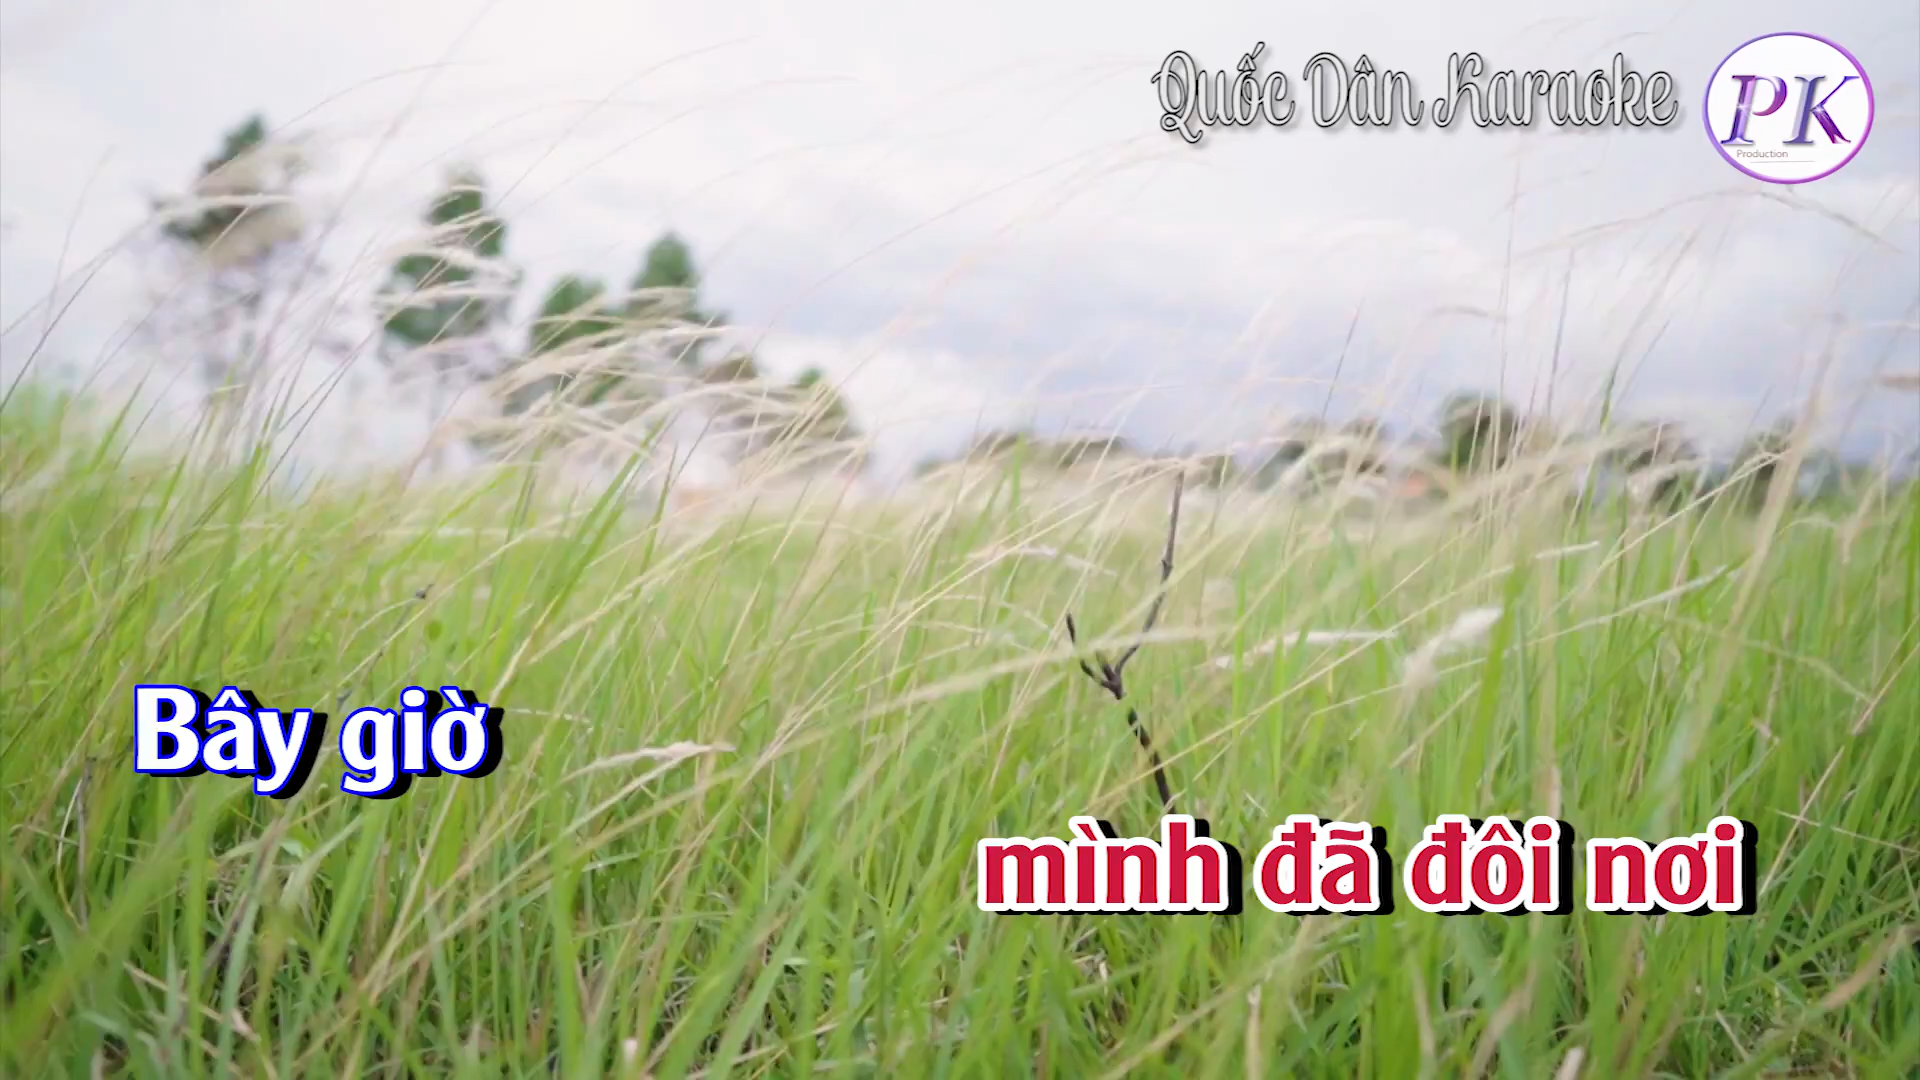 Quốc Dân Karaoke
PK
Production
Bây giờ
mình đã đôi nơi